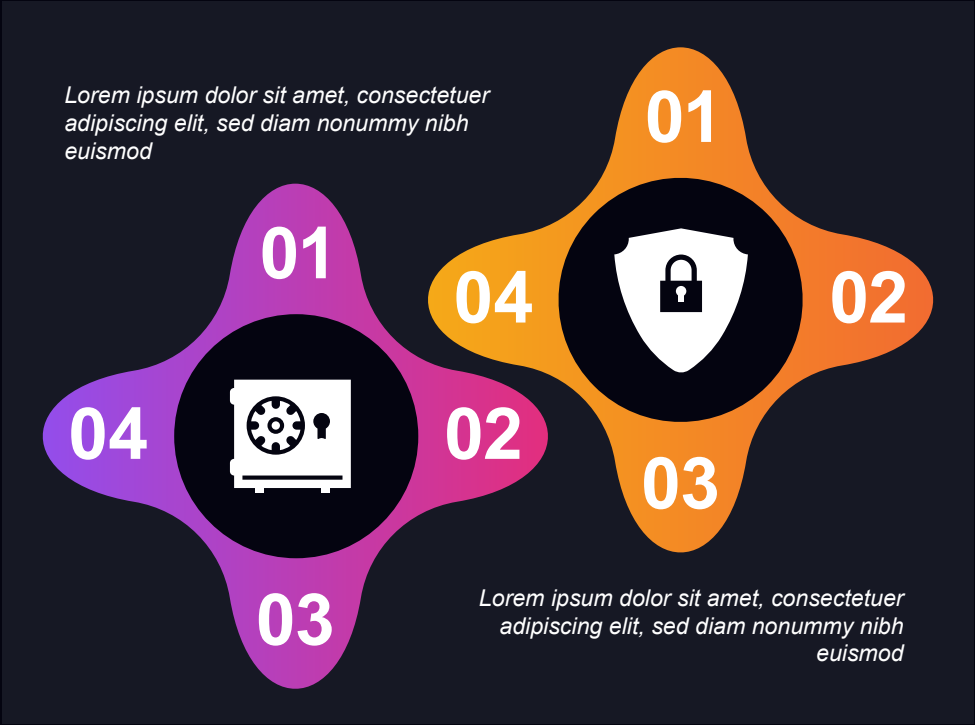 Lorem ipsum dolor sit amet, consectetuer
adipiscing elit, sed diam nonummy nibh
euismod
01
04
02
03
01
04
02
03
Lorem ipsum dolor sit amet, consectetuer
adipiscing elit, sed diam nonummy nibh
euismod